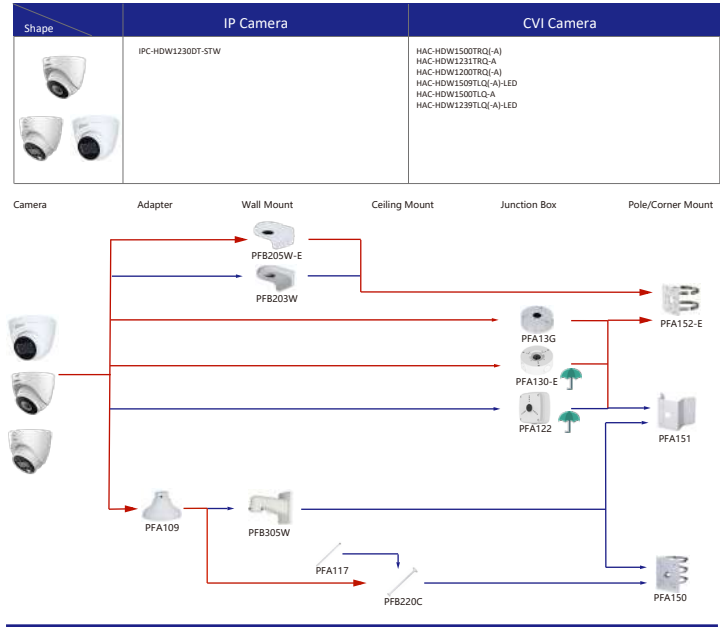 Shape
IP Camera
CVI Camera
IPC-HDW1230DT-STW
HAC-HDW1500TRQ(-A)
HAC-HDW1231TRQ-A
HAC-HDW1200TRQ(-A)
HAC-HDW1509TLQ(-A)-LED
HAC-HDW1500TLQ-A
HAC-HDW1239TLQ(-A)-LED
Camera
Adapter
Wall Mount
Ceiling Mount
Junction Box
Pole/Corner Mount
PFB205W-E
PFB203W
PFA152-E
PFA13G
PFA130-E
PFA122
PFA151
PFA109
PFB305W
PFA117
PFB220C
PFA150